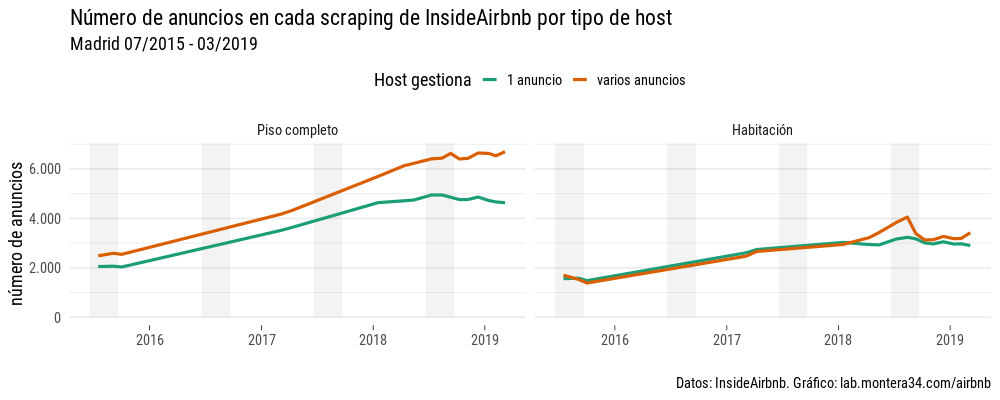 Número de anuncios en cada scraping de InsideAirbnb por tipo de host
Madrid 07/2015 - 03/2019
Host gestiona 1 anuncio varios anuncios
Piso completo Habitación
número de anuncios
6.000
4.000
2.000
0
2016 2017 2018 2019 2016 2017 2018 2019
Datos: InsideAirbnb. Gráfico: lab.montera34.com/airbnb